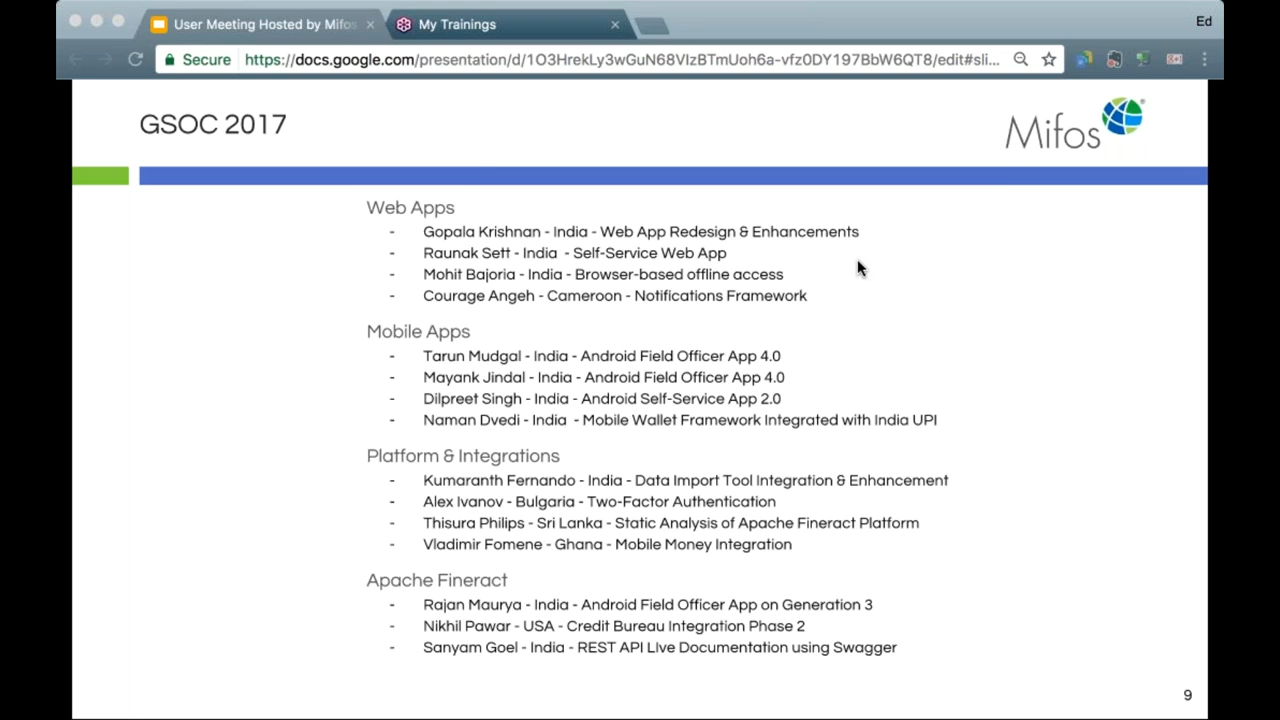 User Meeting Hosted by Mifos
My Trainings
Ed
Secure https://docs.google.com/presentation/d/1O3HrekLy3wGuN68VIzBTmUoh6a-vfz0DY197BbW6QT8/edit#sli...
GSOC 2017
Mifos
Web Apps
- Gopala Krishnan - India - Web App Redesign & Enhancements
- Raunak Sett - India - Self-Service Web App
- Mohit Bajoria - India - Browser-based offline access
- Courage Angeh - Cameroon - Notifications Framework
Mobile Apps
- Tarun Mudgal - India - Android Field Officer App 4.0
- Mayank Jindal - India - Android Field Officer App 4.0
- Dilpreet Singh - India - Android Self-Service App 2.0
- Naman Dvedi - India - Mobile Wallet Framework Integrated with India UPI
Platform & Integrations
- Kumaranth Fernando - India - Data Import Tool Integration & Enhancement
- Alex Ivanov - Bulgaria - Two-Factor Authentication
- Thisura Philips - Sri Lanka - Static Analysis of Apache Fineract Platform
- Vladimir Fomene - Ghana - Mobile Money Integration
Apache Fineract
- Rajan Maurya - India - Android Field Officer App on Generation 3
- Nikhil Pawar - USA - Credit Bureau Integration Phase 2
- Sanyam Goel - India - REST API LIve Documentation using Swagger
9